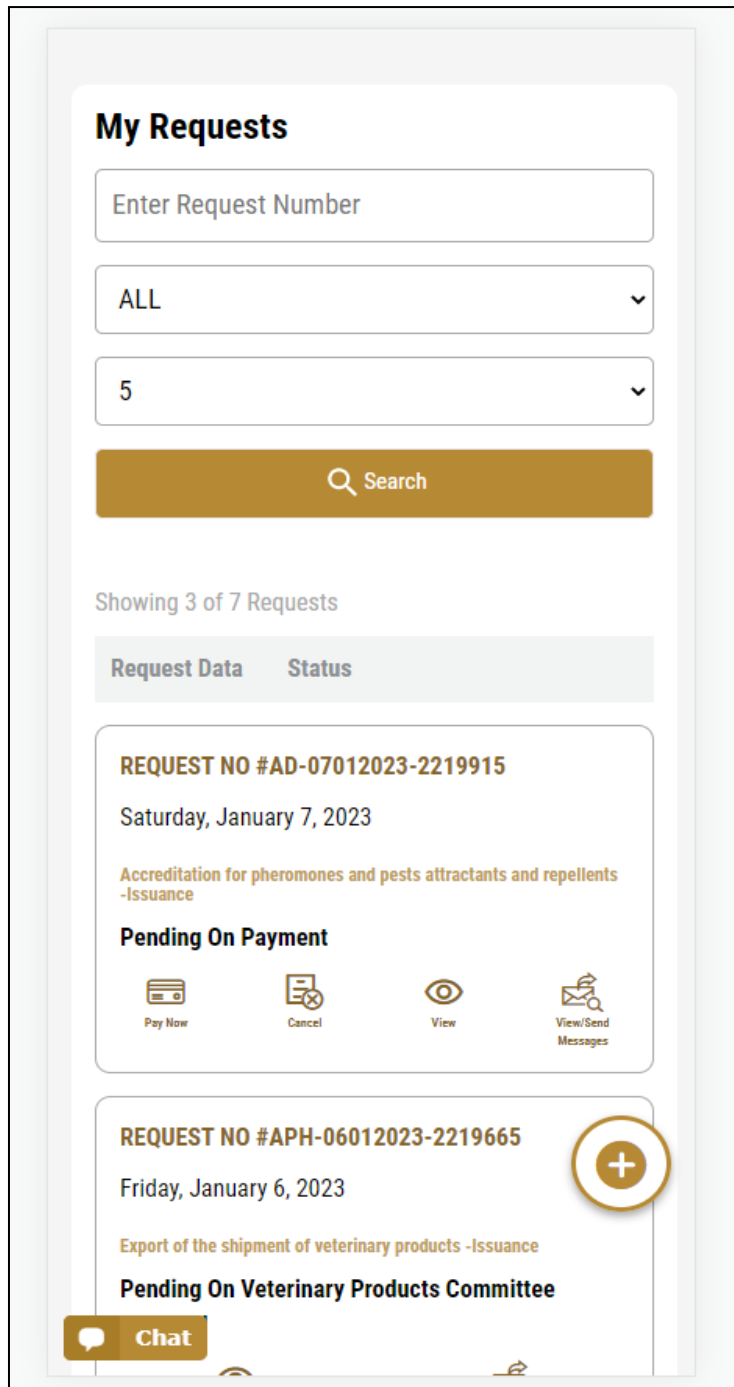 My Requests
Enter Request Number
ALL
5
Search
Showing 3 of 7 Requests
Request Data Status
REQUEST NO #AD-07012023-2219915
Saturday, January 7, 2023
Accreditation for pheromones and pests attractants and repellents
-Issuance
Pending On Payment
Pay Now Cancel View View/Send
Messages
REQUEST NO #APH-06012023-2219665
Friday, January 6, 2023
Export of the shipment of veterinary products -Issuance
Pending On Veterinary Products Committee
Chat